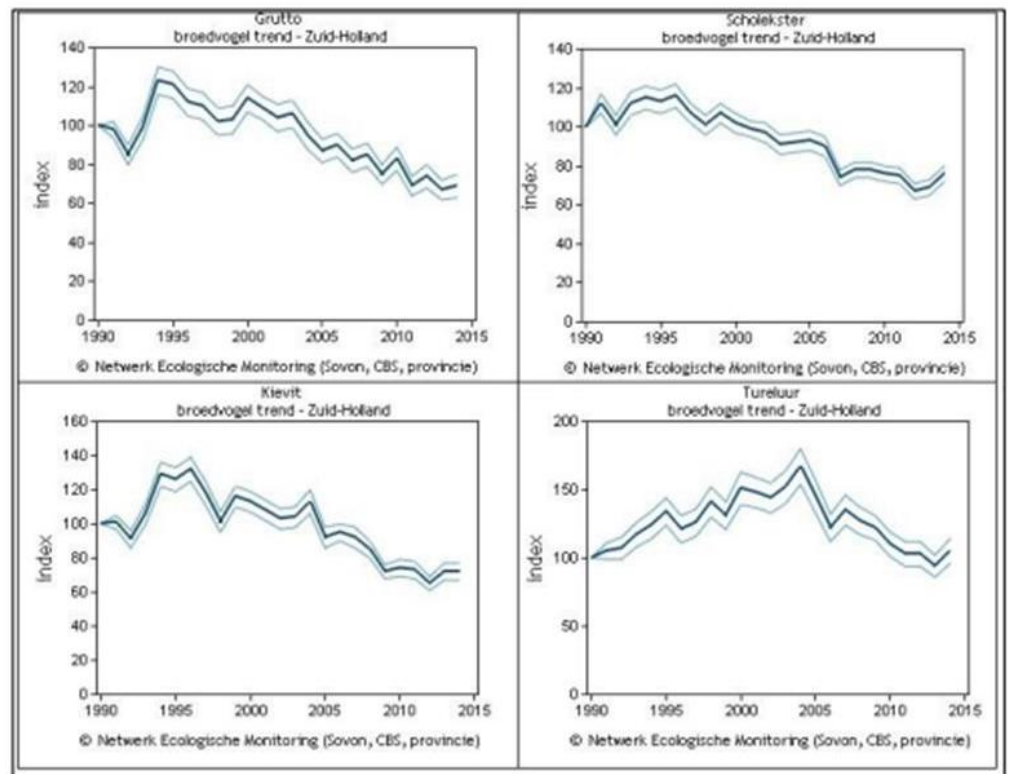 Grutto
broedvogel trend - Zuid-Holland
140
120
100
80
60
40
20
0
index
1990 1995 2000 2005 2010 2015
© Netwerk Ecologische Monitoring (Sovon, CBS, provincie)
Scholekster
broedvogel trend - Zuid-Holland
140
120
100
80
60
40
20
0
index
1990 1995 2000 2005 2010 2015
© Netwerk Ecologische Monitoring (Sovon, CBS, provincie)
Kievit
broedvogel trend - Zuid-Holland
160
140
120
100
80
60
40
20
0
index
1990 1995 2000 2005 2010 2015
© Netwerk Ecologische Monitoring (Sovon, CBS, provincie)
Tureluur
broedvogel trend - Zuid-Holland
200
150
100
50
0
index
1990 1995 2000 2005 2010 2015
© Netwerk Ecologische Monitoring (Sovon, CBS, provincie)